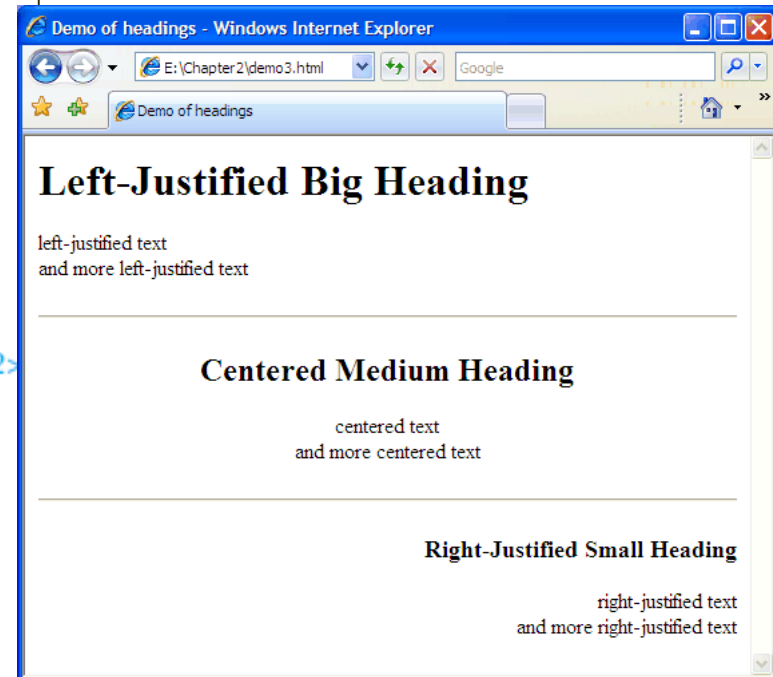 Demo of headings - Windows Internet Explorer
E:\Chapter2\demo3.html
Google
Demo of headings
»
Left-Justified Big Heading
left-justified text
and more left-justified text
2>
Centered Medium Heading
centered text
and more centered text
Right-Justified Small Heading
right-justified text
and more right-justified text